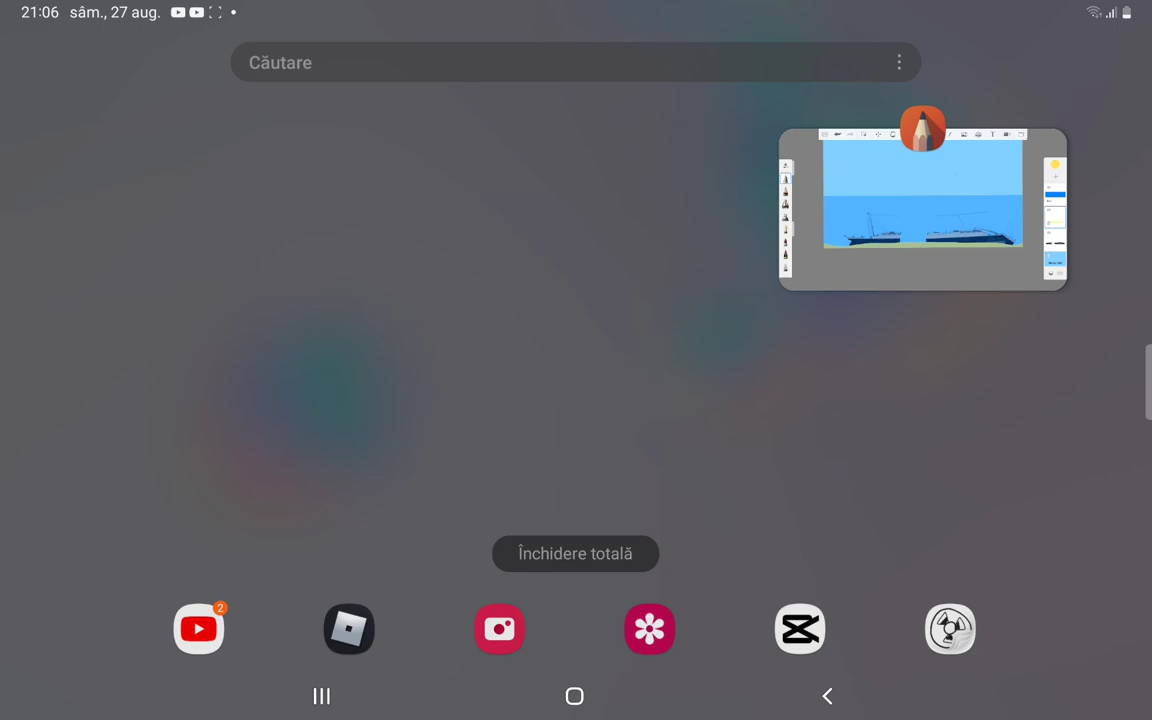 21:06 sâm., 27 aug.
Căutare
T
Închidere totală
2